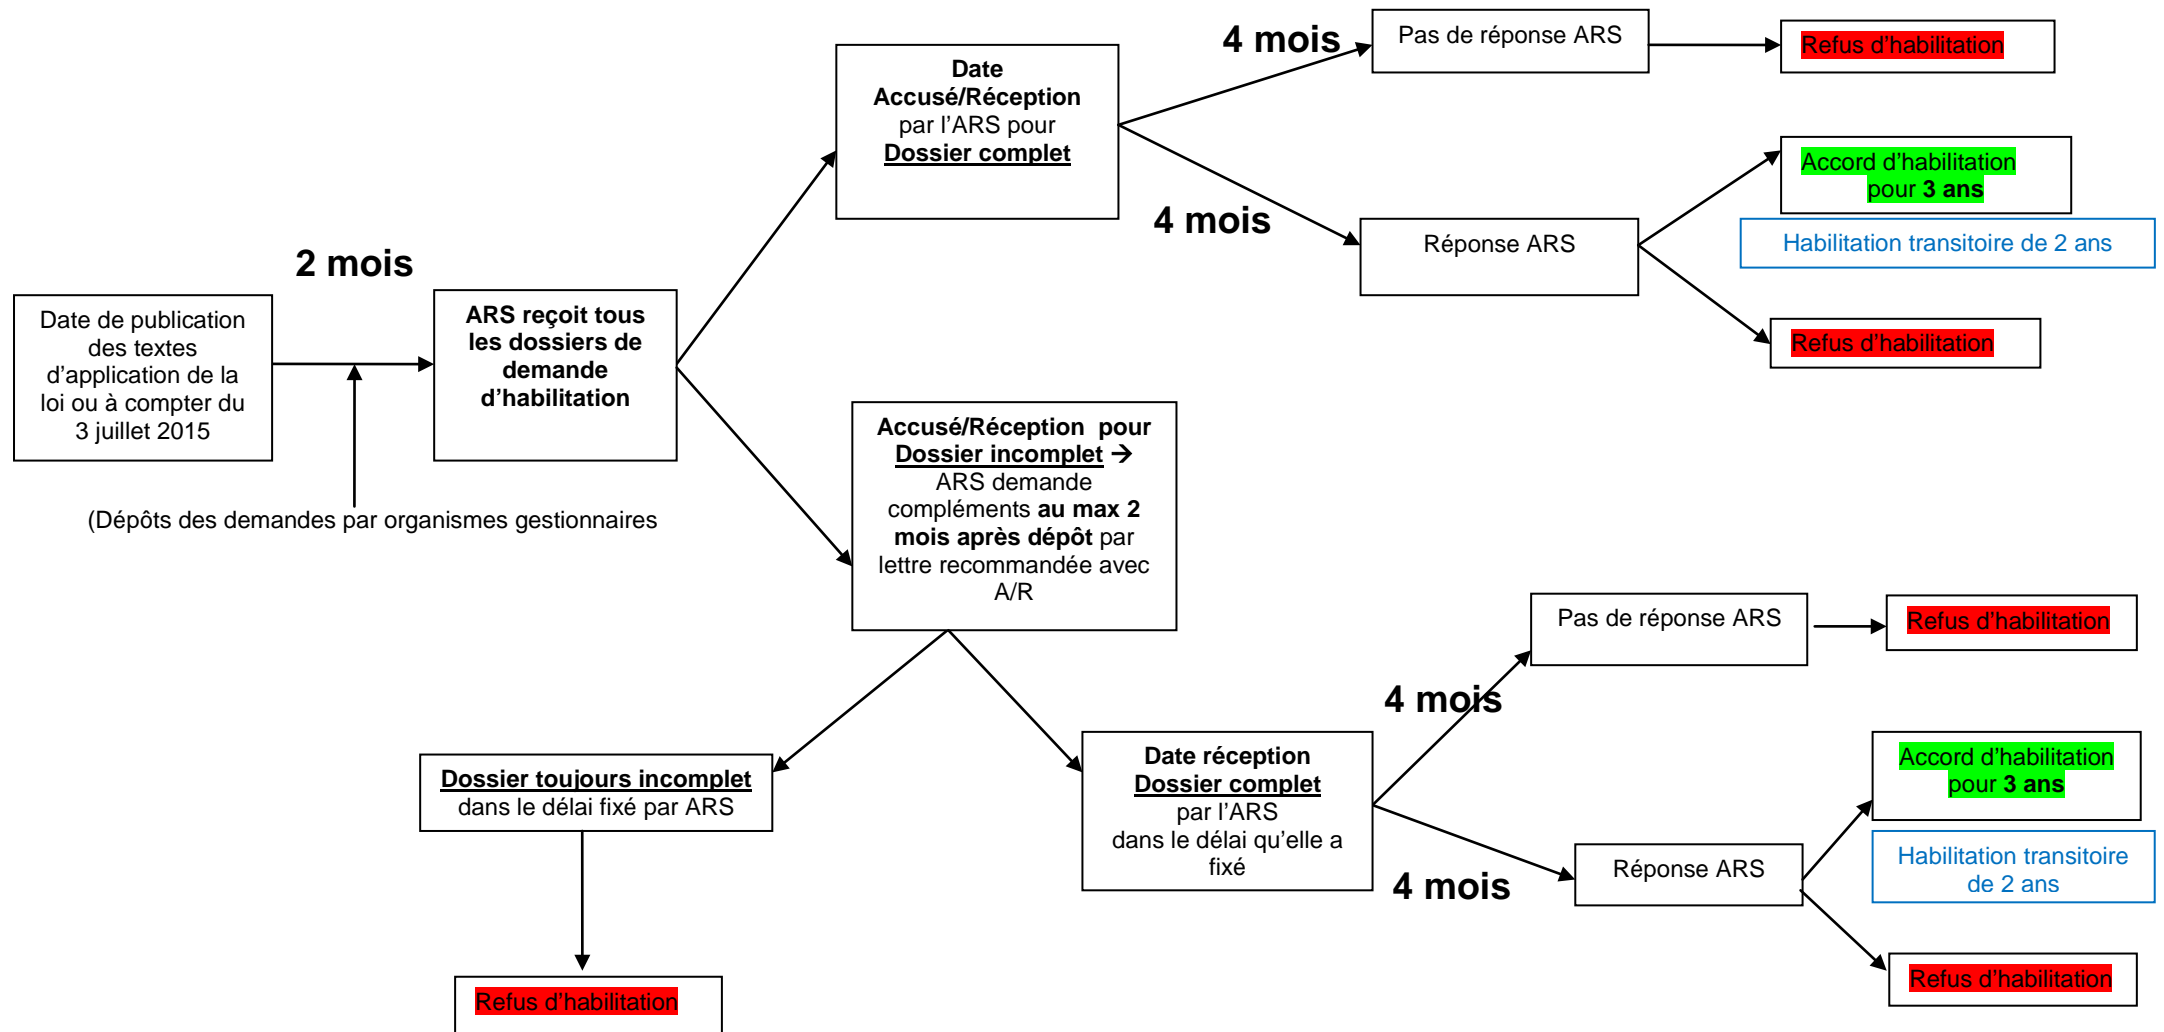 2 mois
Date de publication
des textes
d'application de la
loi ou à compter du
3 juillet 2015
(Dépôts des demandes par organismes gestionnaires
ARS reçoit tous
les dossiers de
demande
d'habilitation
Date
Accusé/Réception
par l'ARS pour
Dossier complet
4 mois
Pas de réponse ARS
Refus d'habilitation
4 mois
Réponse ARS
Accord d'habilitation
pour 3 ans
Habilitation transitoire de 2 ans
Refus d'habilitation
Accusé/Réception pour
Dossier incomplet →
ARS demande
compléments au max 2
mois après dépôt par
lettre recommandée avec
A/R
Dossier toujours incomplet
dans le délai fixé par ARS
Refus d'habilitation
Date réception
Dossier complet
par l'ARS
dans le délai qu'elle a
fixé
4 mois
Pas de réponse ARS
Refus d'habilitation
4 mois
Réponse ARS
Accord d'habilitation
pour 3 ans
Habilitation transitoire
de 2 ans
Refus d'habilitation